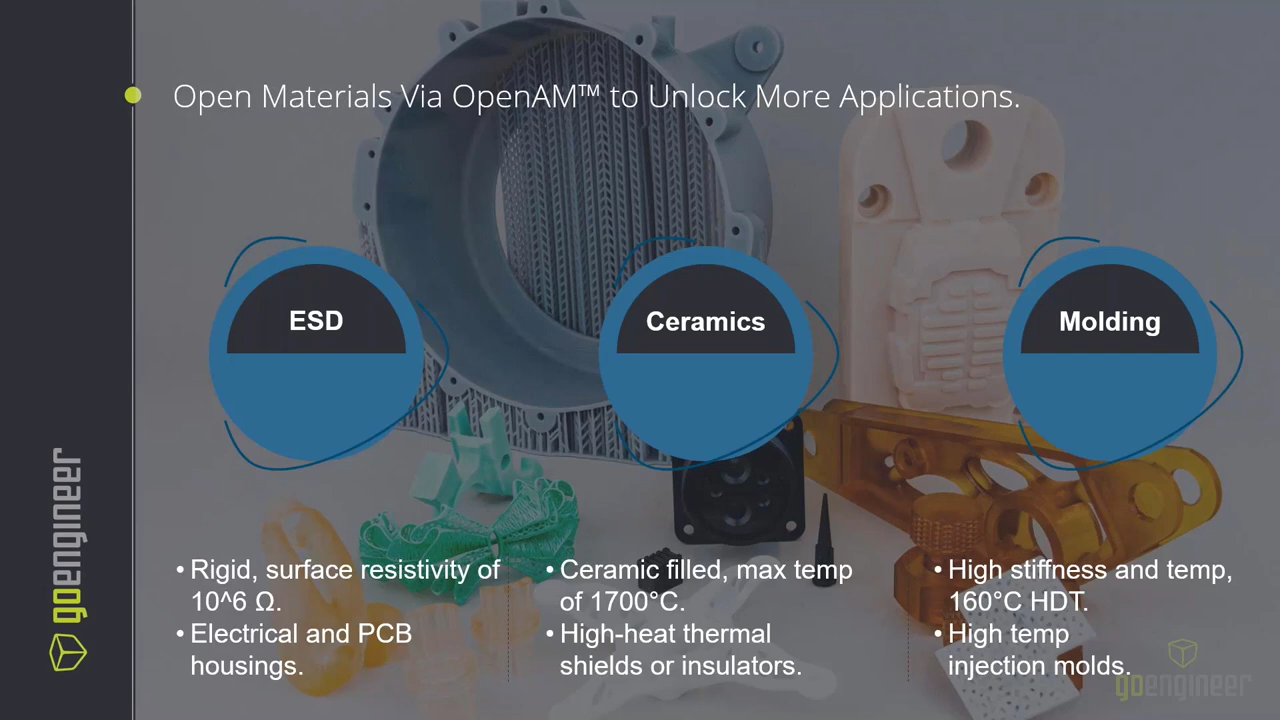 Open Materials Via OpenAM™ to Unlock More Applications.
ESD
Ceramics
Molding
• Rigid, surface resistivity of
10^6 Ω.
• Electrical and PCB
housings.
• Ceramic filled, max temp
of 1700°C.
• High-heat thermal
shields or insulators.
• High stiffness and temp,
160°C HDT.
• High temp
injection molds.
goengineer
goengineer